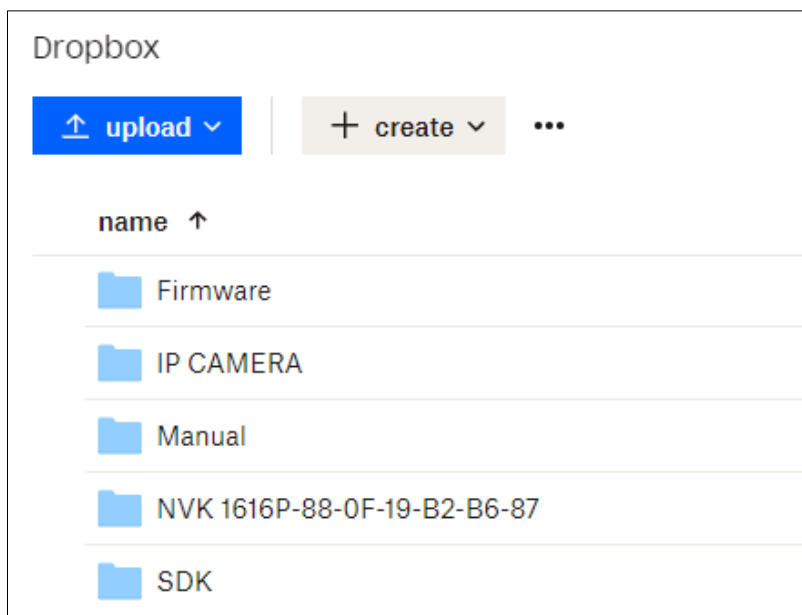 Dropbox
upload
create
name
Firmware
IP CAMERA
Manual
NVK 1616P-88-0F-19-B2-B6-87
SDK